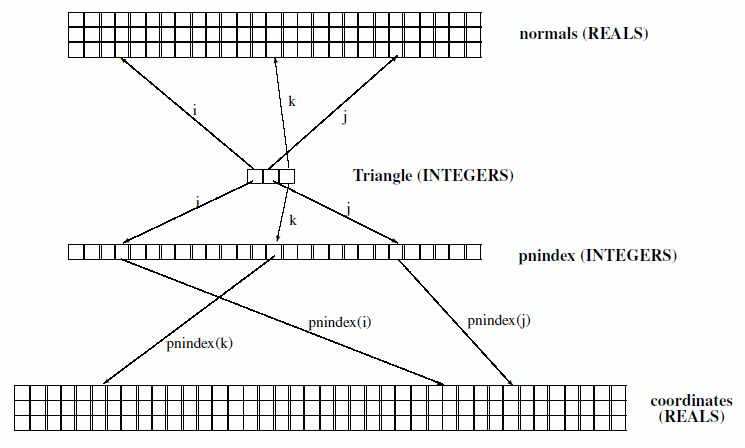 normals (REALS)
i
k
j
Triangle (INTEGERS)
i
j
k
pnindex (INTEGERS)
pnindex(i)
pnindex(j)
pnindex(k)
coordinates
(REALS)